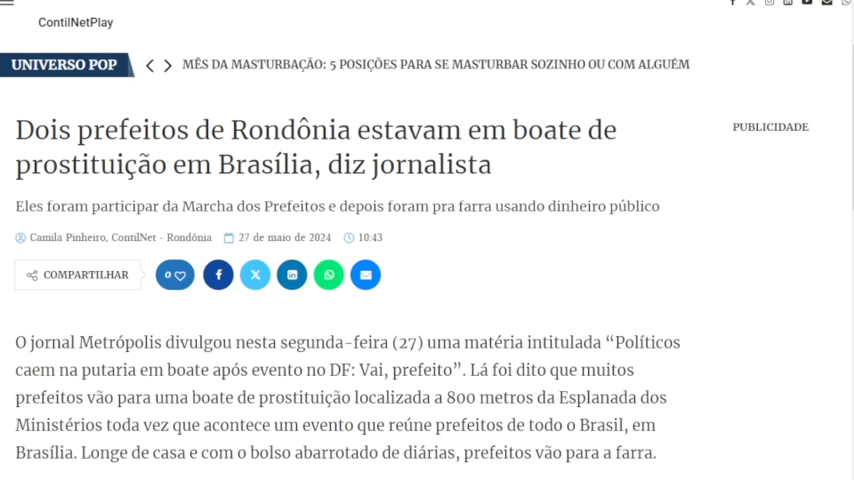 ContilNetPlay
UNIVERSO POP
MÊS DA MASTURBAÇÃO: 5 POSIÇÕES PARA SE MASTURBAR SOZINHO OU COM ALGUÉM
Dois prefeitos de Rondônia estavam em boate de
prostituição em Brasília, diz jornalista
PUBLICIDADE
Eles foram participar da Marcha dos Prefeitos e depois foram pra farra usando dinheiro público
Camila Pinheiro, ContilNet - Rondônia 27 de maio de 2024 10:43
COMPARTILHAR 0
O jornal Metrópolis divulgou nesta segunda-feira (27) uma matéria intitulada “Políticos
caem na putaria em boate após evento no DF: Vai, prefeito”. Lá foi dito que muitos
prefeitos vão para uma boate de prostituição localizada a 800 metros da Esplanada dos
Ministérios toda vez que acontece um evento que reúne prefeitos de todo o Brasil, em
Brasília. Longe de casa e com o bolso abarrotado de diárias, prefeitos vão para a farra.